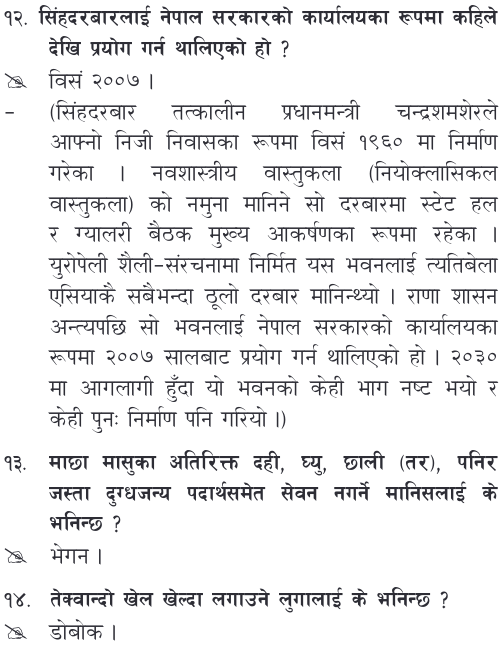 १२. सिंहदरबारलाई नेपाल सरकारको कार्यालयका रूपमा कहिले
देखि प्रयोग गर्न थालिएको हो ?
विसं २००७ ।
– (सिंहदरबार तत्कालीन प्रधानमन्त्री चन्द्रशमशेरले
आफ्नो निजी निवासका रूपमा विसं १९६० मा निर्माण
गरेका । नवशास्त्रीय वास्तुकला (नियोक्लासिकल
वास्तुकला) को नमुना मानिने सो दरबारमा स्टेट हल
र ग्यालरी बैठक मुख्य आकर्षणका रूपमा रहेका ।
युरोपेली शैली–संरचनामा निर्मित यस भवनलाई त्यतिबेला
एसियाकै सबैभन्दा ठूलो दरबार मानिन्थ्यो । राणा शासन
अन्त्यपछि सो भवनलाई नेपाल सरकारको कार्यालयका
रूपमा २००७ सालबाट प्रयोग गर्न थालिएको हो । २०३०
मा आगलागी हुँदा यो भवनको केही भाग नष्ट भयो र
केही पुनः निर्माण पनि गरियो ।)
१३. माछा मासुका अतिरिक्त दही, घ्यु, छाली (तर), पनिर
जस्ता दुग्धजन्य पदार्थसमेत सेवन नगर्ने मानिसलाई के
भनिन्छ ?
भेगन ।
१४. तेक्वान्दो खेल खेल्दा लगाउने लुगालाई के भनिन्छ ?
डोबोक ।